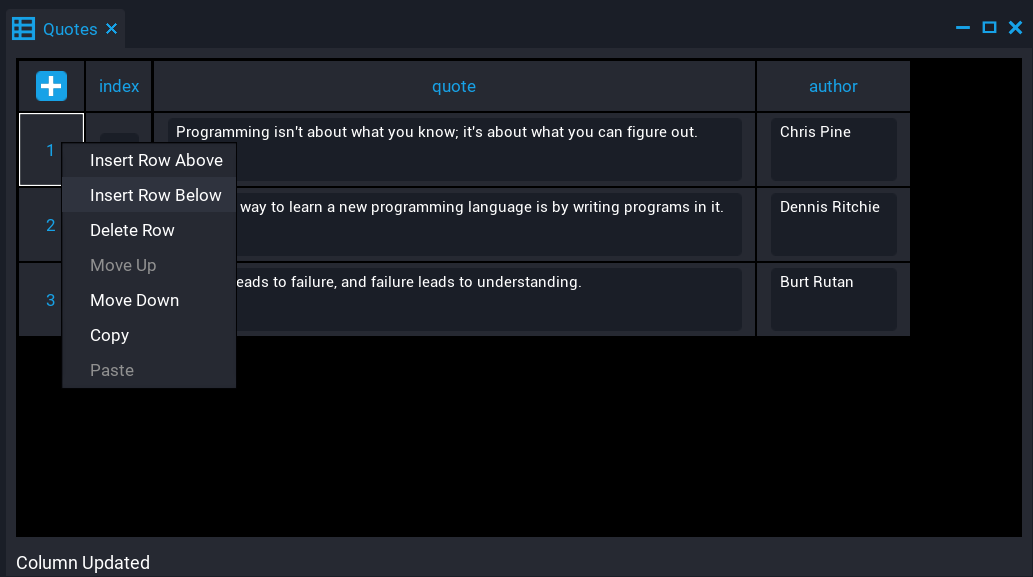 Quotes
index quote author
1 Programming isn't about what you know; it's about what you can figure out. Chris Pine
Insert Row Above
Insert Row Below
2 way to learn a new programming language is by writing programs in it. Dennis Ritchie
Delete Row
Move Up
3 eads to failure, and failure leads to understanding. Burt Rutan
Move Down
Copy
Paste
Column Updated